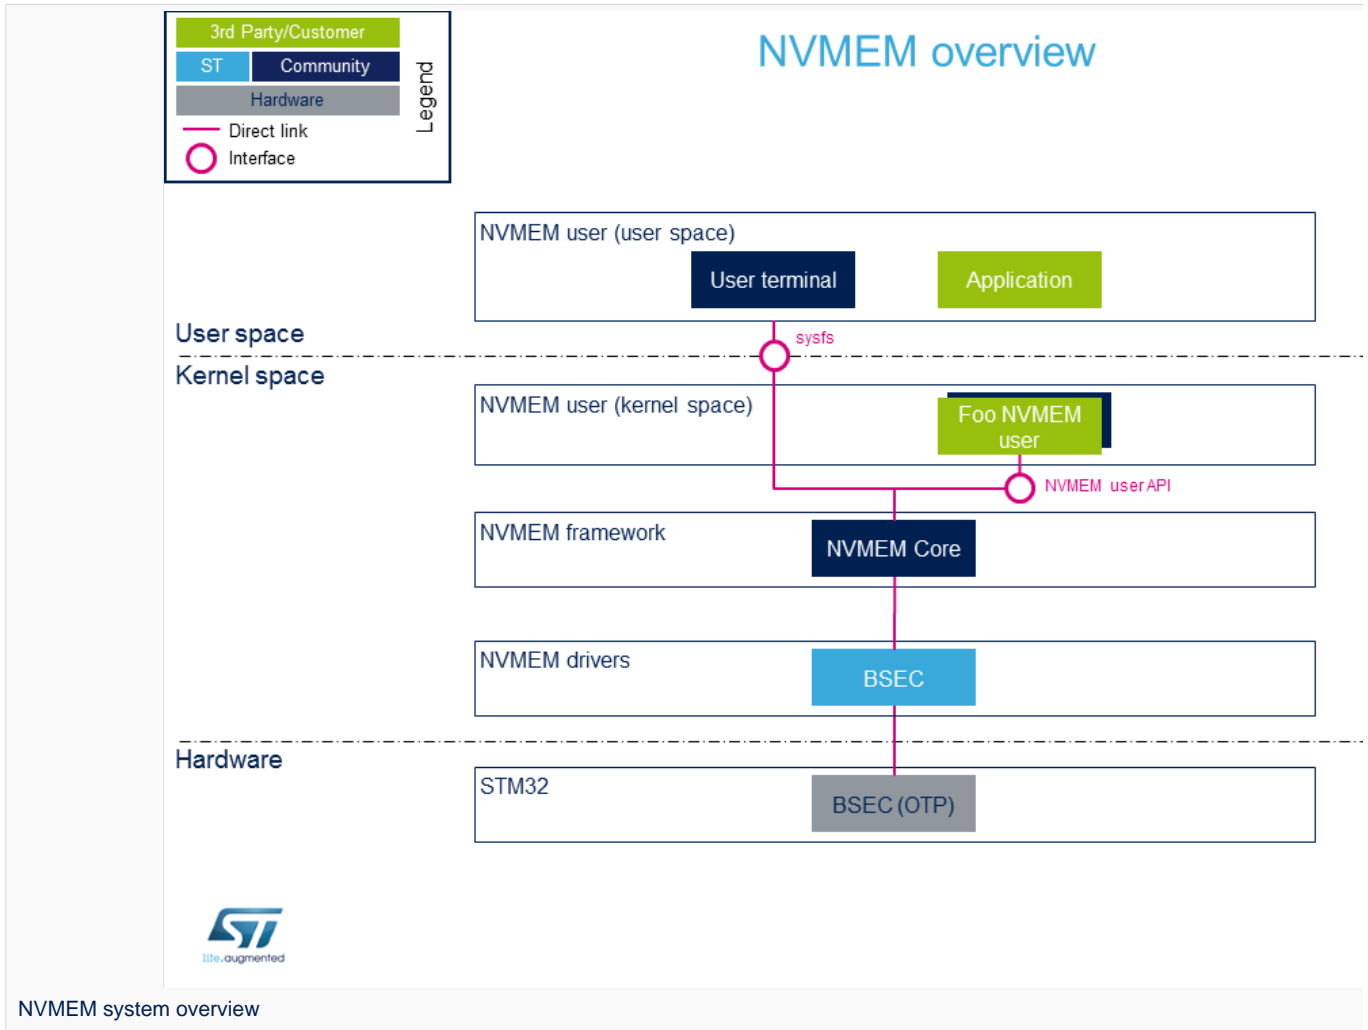 3rd Party/Customer
ST
Community
Hardware
Direct link
Interface
Legend
NVMEM overview
NVMEM user (user space)
User terminal
Application
User space
sysfs
Kernel space
NVMEM user (kernel space)
Foo NVMEM
user
NVMEM user API
NVMEM framework
NVMEM Core
NVMEM drivers
BSEC
Hardware
STM32
BSEC (OTP)
ST
life.augmented
NVMEM system overview